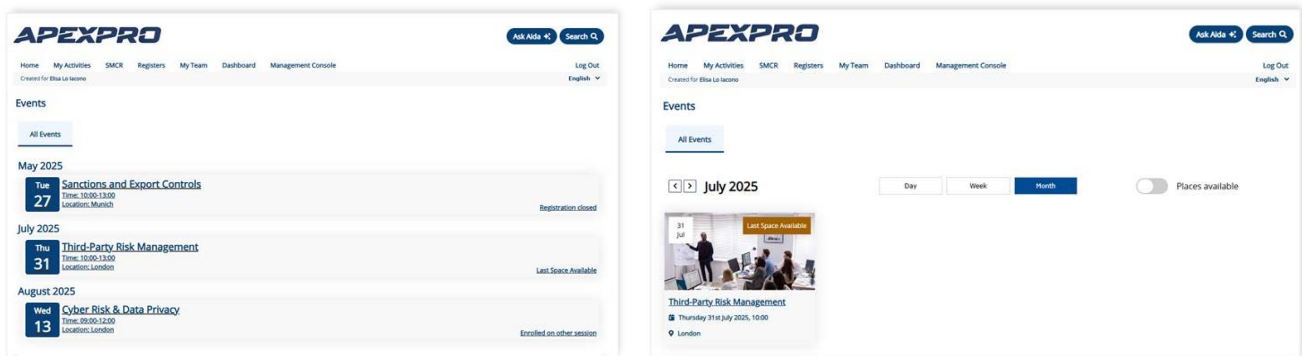 APEXPRO
Ask Aida
Search
Home My Activities SMCR Registers My Team Dashboard Management Console Log Out
Created for Elisa Lo Iacono English
Events
All Events
May 2025
Tue
27
Sanctions and Export Controls
Time: 10:00-13:00
Location: Munich
Registration closed
July 2025
Thu
31
Third-Party Risk Management
Time: 10:00-13:00
Location: London
Last Space Available
August 2025
Wed
13
Cyber Risk & Data Privacy
Time: 09:00-12:00
Location: London
Enrolled on other session
APEXPRO
Ask Aida
Search
Home My Activities SMCR Registers My Team Dashboard Management Console Log Out
Created for Elisa Lo Iacono English
Events
All Events
< > July 2025 Day Week Month Places available
31
Jul
Last Space Available
Third-Party Risk Management
Thursday 31st July 2025, 10:00
London